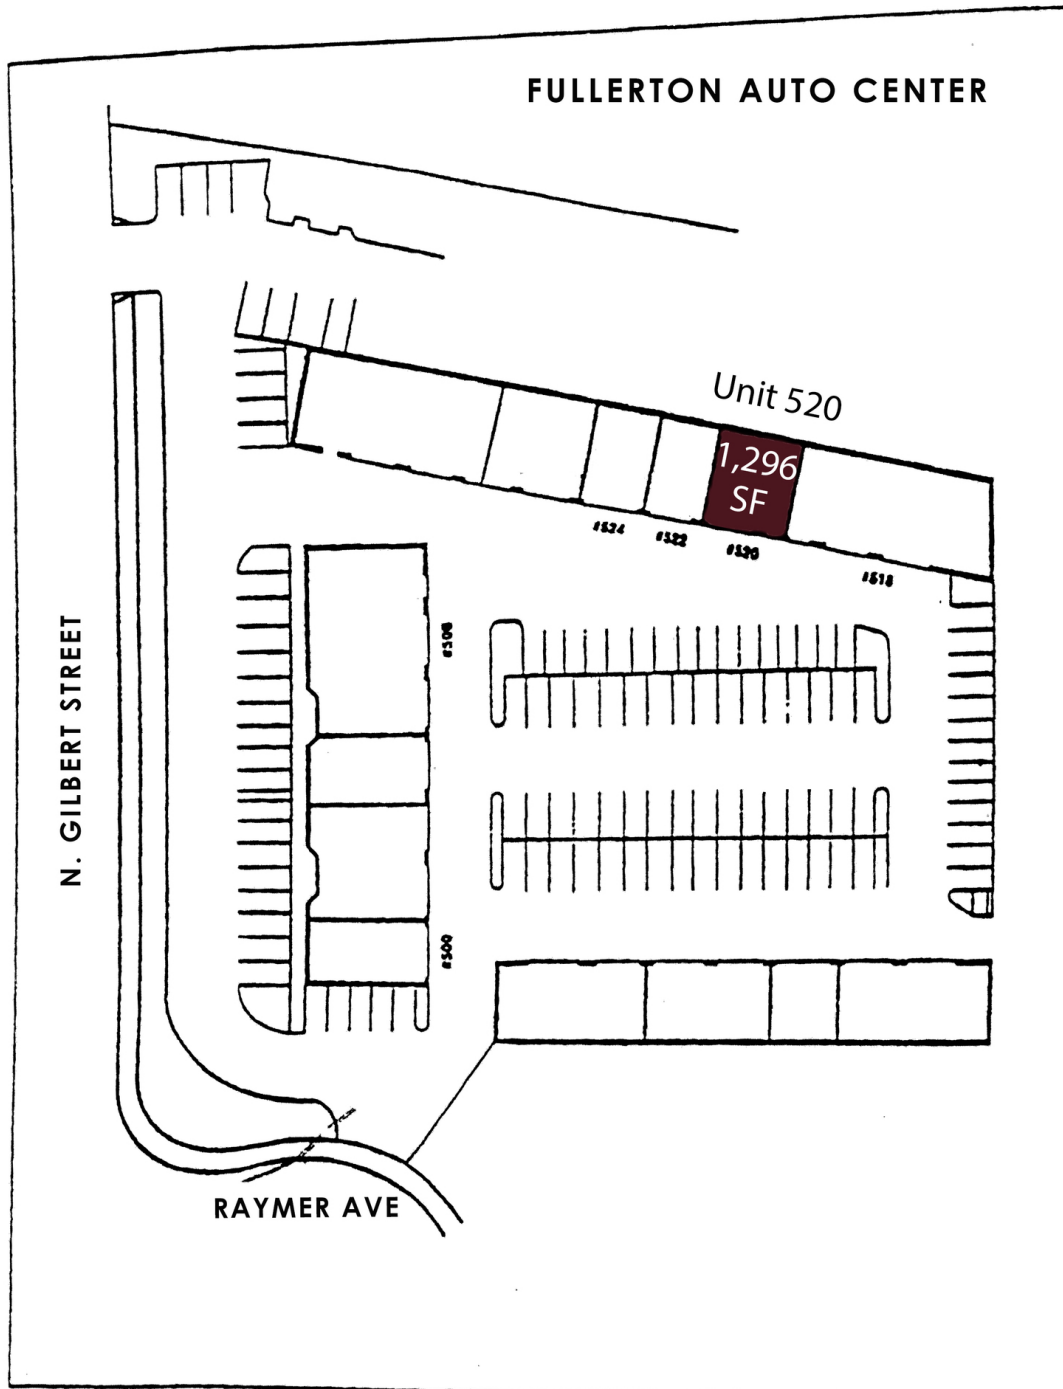 FULLERTON AUTO CENTER
Unit 520
1,296
SF
#524
#522
#520
#518
#508
N. GILBERT STREET
#500
RAYMER AVE